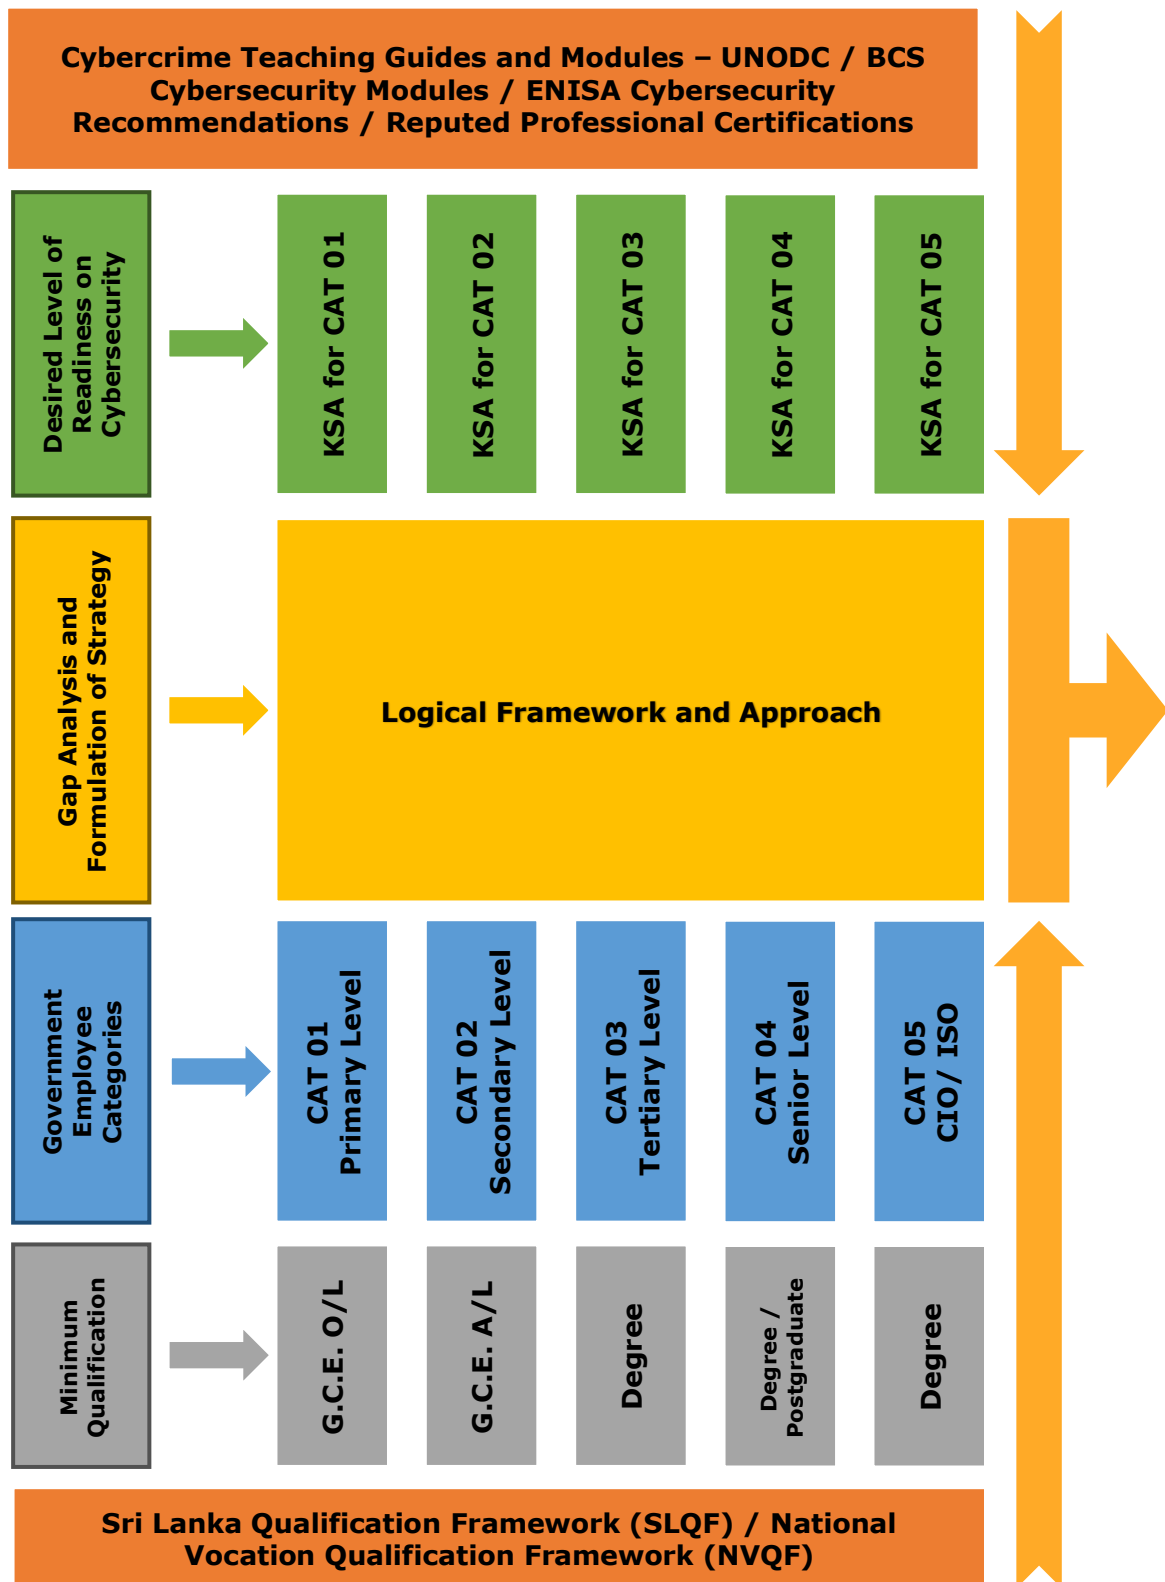 Cybercrime Teaching Guides and Modules – UNODC / BCS
Cybersecurity Modules / ENISA Cybersecurity
Recommendations / Reputed Professional Certifications
Desired Level of
Readiness on
Cybersecurity
KSA for CAT 01
KSA for CAT 02
KSA for CAT 03
KSA for CAT 04
KSA for CAT 05
Gap Analysis and
Formulation of Strategy
Logical Framework and Approach
Government
Employee
Categories
CAT 01
Primary Level
CAT 02
Secondary Level
CAT 03
Tertiary Level
CAT 04
Senior Level
CAT 05
CIO/ ISO
Minimum
Qualification
G.C.E. O/L
G.C.E. A/L
Degree
Degree /
Postgraduate
Degree
Sri Lanka Qualification Framework (SLQF) / National
Vocation Qualification Framework (NVQF)